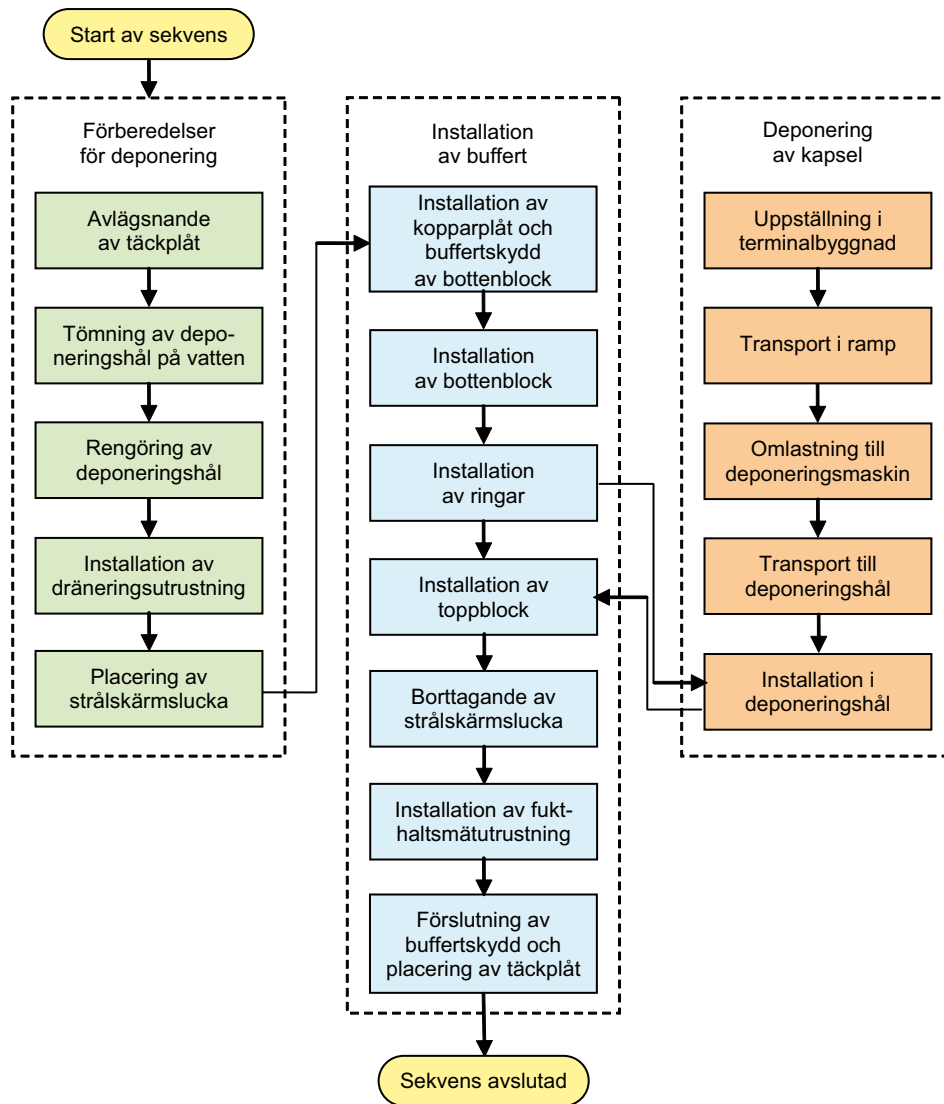 Start av sekvens
Förberedelser
för deponering
Avlägsnande
av täckplåt
Tömning av depo-
neringshål på vatten
Rengöring av
deponeringshål
Installation av
dräneringsutrustning
Placering av
strålskärmslucka
Installation
av buffert
Installation av
kopparplåt och
buffertskydd
av bottenblock
Installation
av bottenblock
Installation
av ringar
Installation av
toppblock
Borttagande av
strålskärmslucka
Installation av fukt-
haltsmätutrustning
Förslutning av
buffertskydd och
placering av täckplåt
Deponering
av kapsel
Uppställning i
terminalbyggnad
Transport i ramp
Omlastning till
deponeringsmaskin
Transport till
deponeringshål
Installation i
deponeringshål
Sekvens avslutad